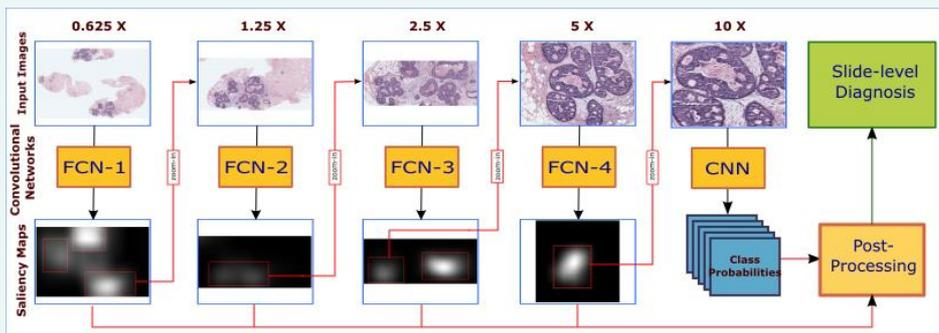 0.625 X
1.25 X
2.5 X
5 X
10 X
Input Images
Slide-level
Diagnosis
Convolutional
Networks
FCN-1
zoom-in
FCN-2
zoom-in
FCN-3
zoom-in
FCN-4
zoom-in
CNN
Saliency Maps
Class
Probabilities
Post-
Processing